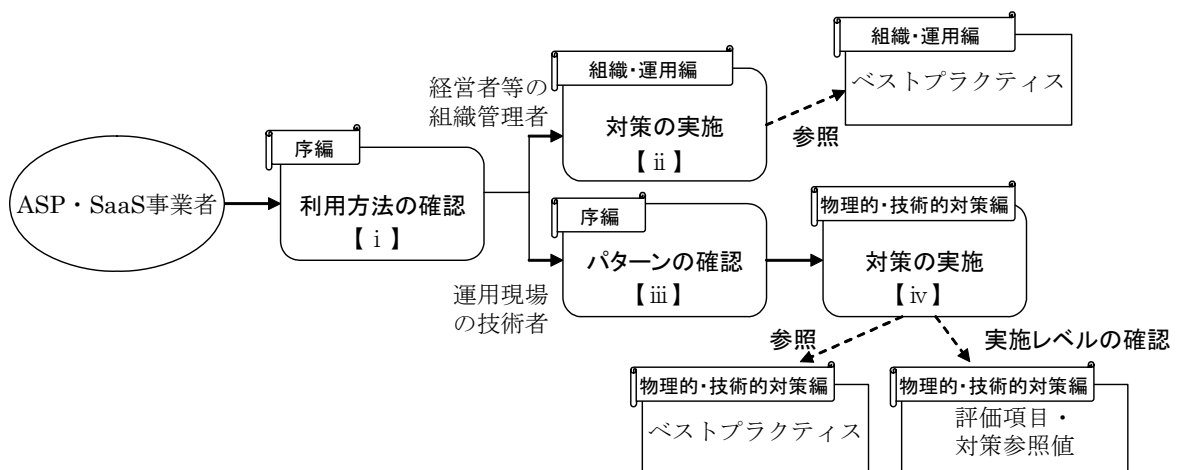 ASP・SaaS事業者
序編
利用方法の確認
【ⅰ】
経営者等の
組織管理者
組織・運用編
対策の実施
【ⅱ】
参照
組織・運用編
ベストプラクティス
運用現場
の技術者
序編
パターンの確認
【ⅲ】
物理的・技術的対策編
対策の実施
【ⅳ】
参照
実施レベルの確認
物理的・技術的対策編
ベストプラクティス
物理的・技術的対策編
評価項目・
対策参照値